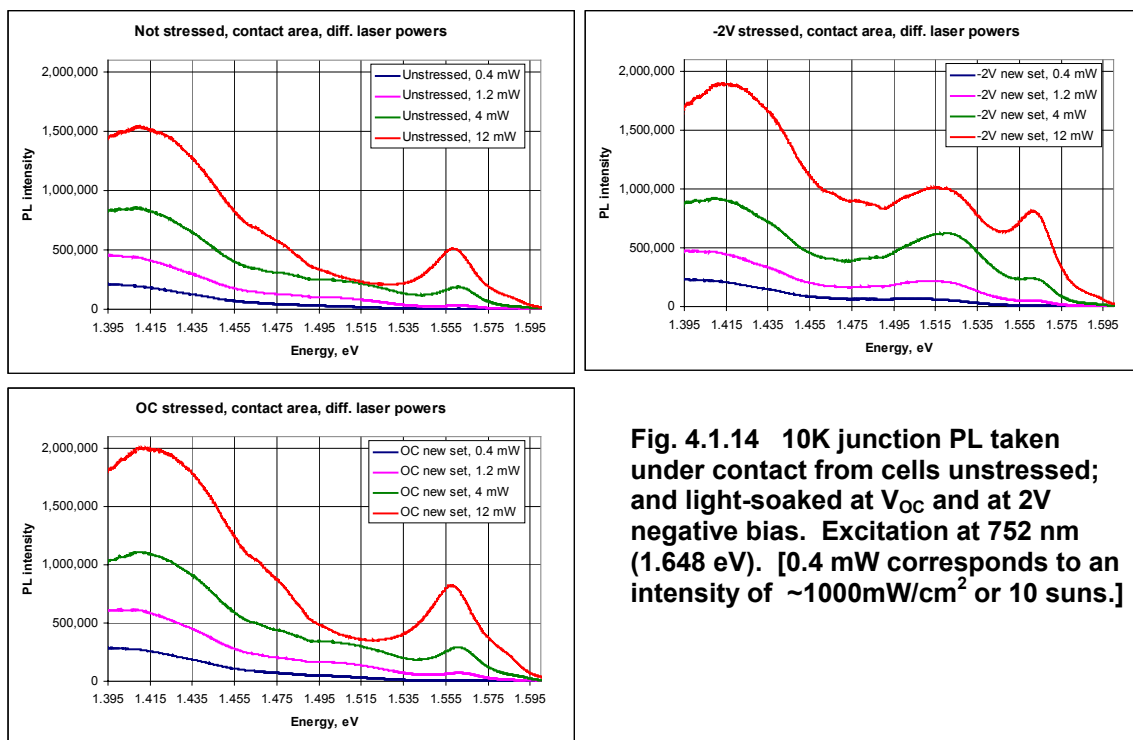 Not stressed, contact area, diff. laser powers
2,000,000
1,500,000
1,000,000
500,000
0
PL intensity
Unstressed, 0.4 mW
Unstressed, 1.2 mW
Unstressed, 4 mW
Unstressed, 12 mW
1.395 1.415 1.435 1.455 1.475 1.495 1.515 1.535 1.555 1.575 1.595
Energy, eV
-2V stressed, contact area, diff. laser powers
2,000,000
1,500,000
1,000,000
500,000
0
PL intensity
-2V new set, 0.4 mW
-2V new set, 1.2 mW
-2V new set, 4 mW
-2V new set, 12 mW
1.395 1.415 1.435 1.455 1.475 1.495 1.515 1.535 1.555 1.575 1.595
Energy, eV
OC stressed, contact area, diff. laser powers
2,000,000
1,500,000
1,000,000
500,000
0
PL intensity
OC new set, 0.4 mW
OC new set, 1.2 mW
OC new set, 4 mW
OC new set, 12 mW
1.395 1.415 1.435 1.455 1.475 1.495 1.515 1.535 1.555 1.575 1.595
Energy, eV
Fig. 4.1.14 10K junction PL taken
under contact from cells unstressed;
and light-soaked at VOC and at 2V
negative bias. Excitation at 752 nm
(1.648 eV). [0.4 mW corresponds to an
intensity of ~1000mW/cm² or 10 suns.]